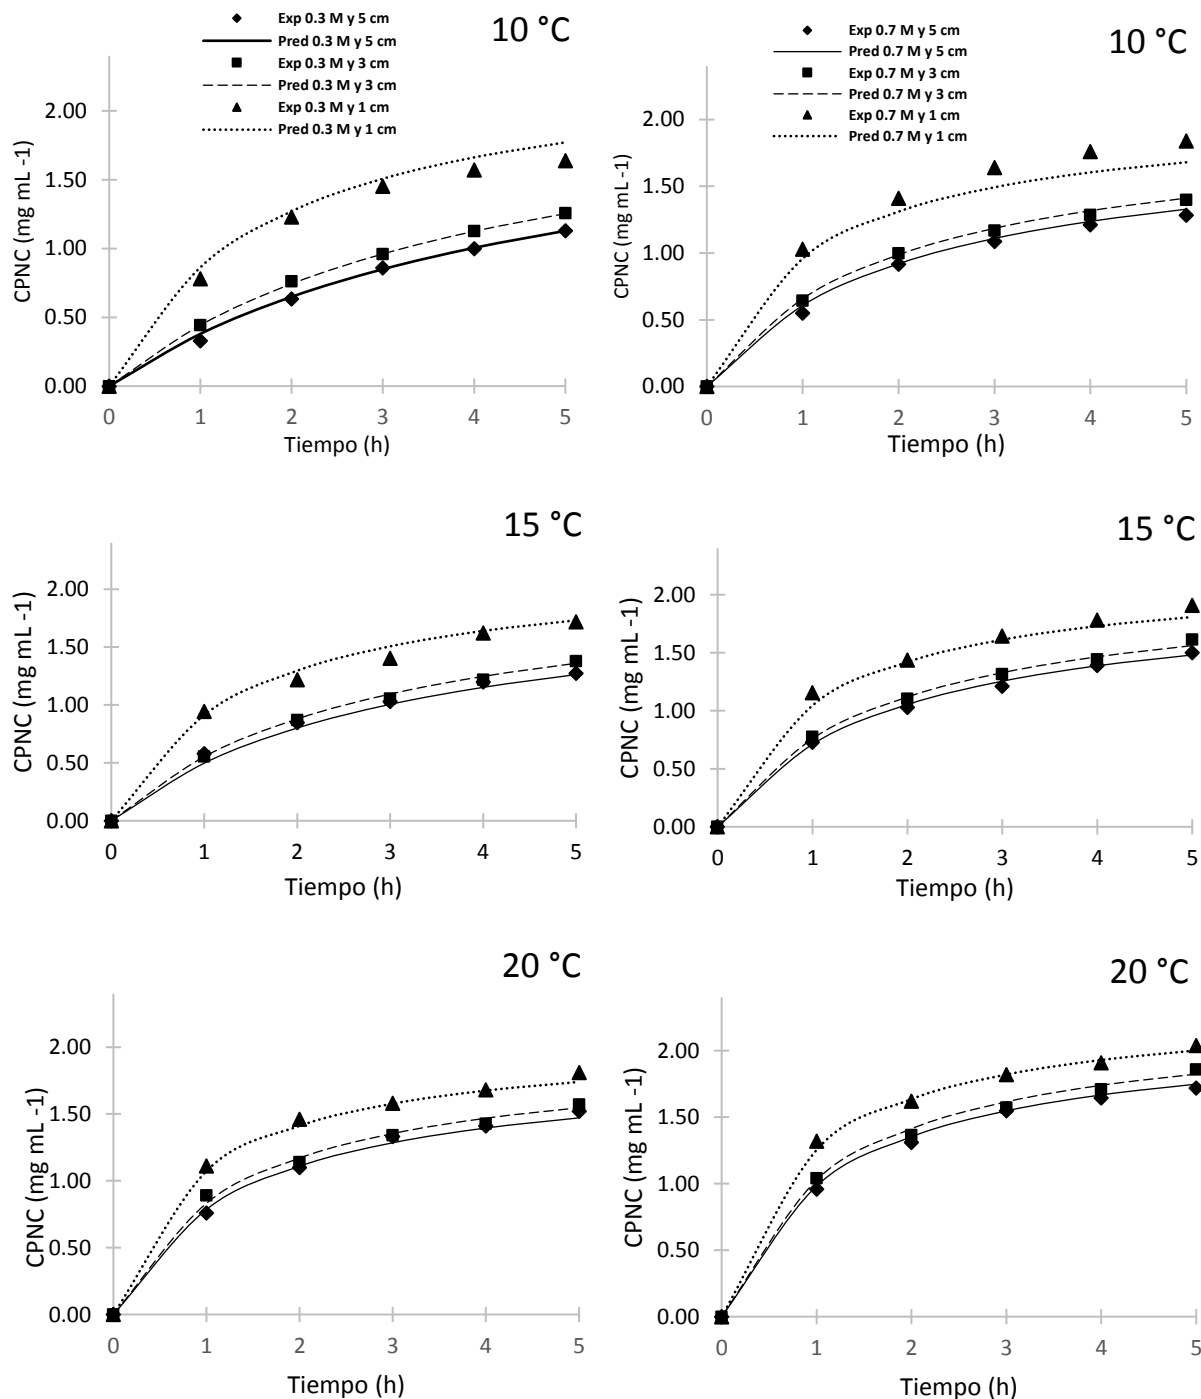 10 °C
Exp 0.3 M y 5 cm
Pred 0.3 M y 5 cm
Exp 0.3 M y 3 cm
Pred 0.3 M y 3 cm
Exp 0.3 M y 1 cm
Pred 0.3 M y 1 cm
CPNC (mg mL -1)
2.00
1.50
1.00
0.50
0.00
0 1 2 3 4 5
Tiempo (h)
10 °C
Exp 0.7 M y 5 cm
Pred 0.7 M y 5 cm
Exp 0.7 M y 3 cm
Pred 0.7 M y 3 cm
Exp 0.7 M y 1 cm
Pred 0.7 M y 1 cm
CPNC (mg mL -1)
2.00
1.50
1.00
0.50
0.00
0 1 2 3 4 5
Tiempo (h)
15 °C
CPNC (mg mL -1)
2.00
1.50
1.00
0.50
0.00
0 1 2 3 4 5
Tiempo (h)
15 °C
CPNC (mg mL -1)
2.00
1.50
1.00
0.50
0.00
0 1 2 3 4 5
Tiempo (h)
20 °C
CPNC (mg mL -1)
2.00
1.50
1.00
0.50
0.00
0 1 2 3 4 5
Tiempo (h)
20 °C
CPNC (mg mL -1)
2.00
1.50
1.00
0.50
0.00
0 1 2 3 4 5
Tiempo (h)